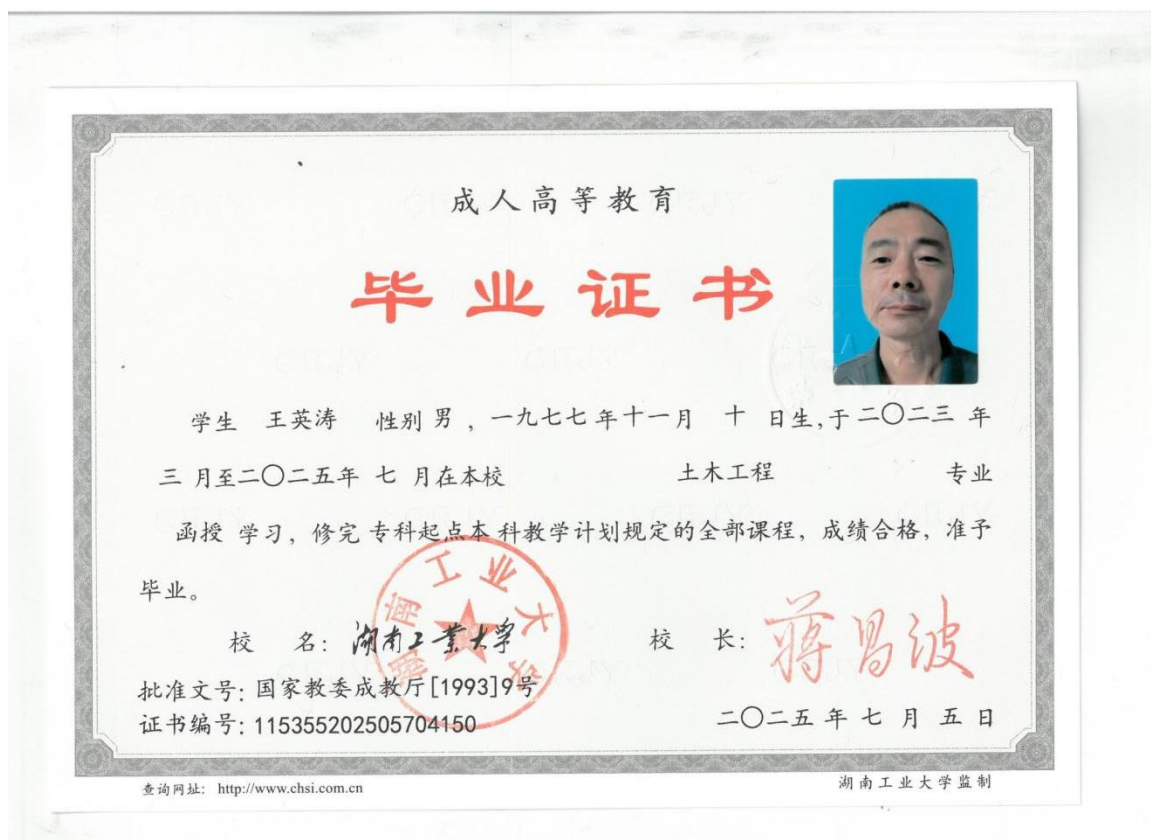 成人高等教育
毕业证书
学生 王英涛 性别 男 , 一九七七 年 十一 月 十 日生,于 二〇二三 年
三 月至 二〇二五 年 七 月在本校 土木工程 专业
函授 学习, 修完 专科起点本 科教学计划规定的全部课程, 成绩合格, 准予
毕业。
校 名: 湖南工業大学
校 长: 蒋昌波
湖南工业大学
批准文号: 国家教委成教厅[1993]9号
证书编号: 115355202505704150
二〇二五 年 七 月 五 日
查询网址: http://www.chsi.com.cn
湖南工业大学监制